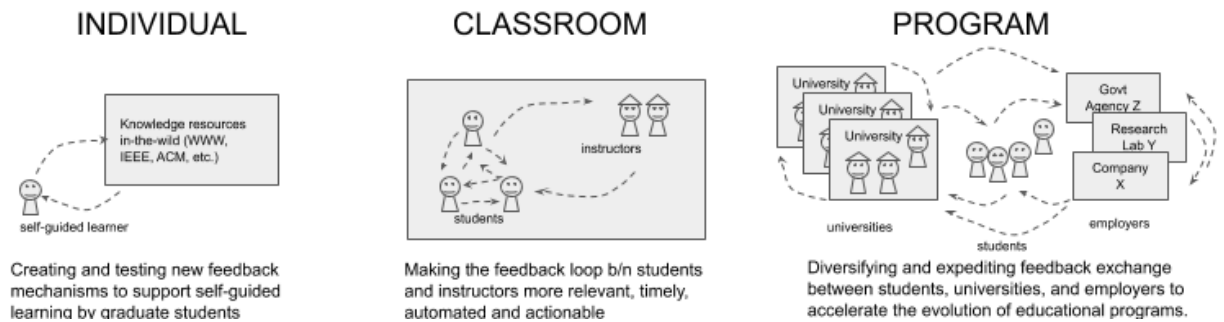 INDIVIDUAL
Knowledge resources
in-the-wild (WWW,
IEEE, ACM, etc.)
self-guided learner
Creating and testing new feedback
mechanisms to support self-guided
learning by graduate students
CLASSROOM
instructors
students
Making the feedback loop b/n students
and instructors more relevant, timely,
automated and actionable
PROGRAM
University
University
University
Govt
Agency Z
Research
Lab Y
Company
X
universities
students
employers
Diversifying and expediting feedback exchange
between students, universities, and employers to
accelerate the evolution of educational programs.